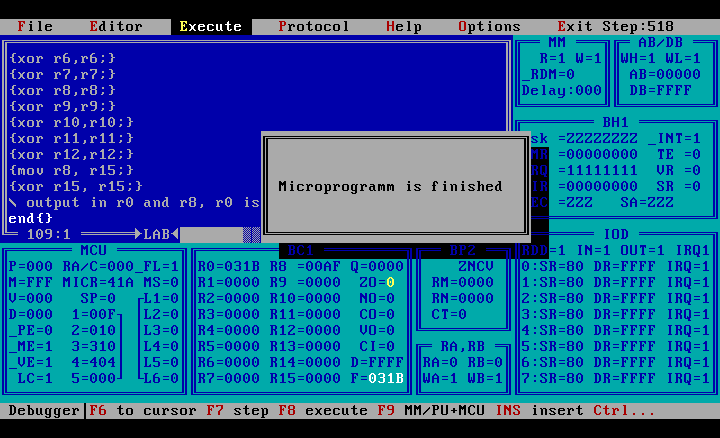 File Editor Execute Protocol Help Options Exit Step:518
{xor r6,r6;}
{xor r7,r7;}
{xor r8,r8;}
{xor r9,r9;}
{xor r10,r10;}
{xor r11,r11;}
{xor r12,r12;}
{mov r8, r15;}
{xor r15, r15;}
\ output in r0 and r8, r0 is
end{}
109:1 LAB
Microprogramm is finished
MM
R=1 W=1
_RDM=0
Delay:000
AB/DB
WH=1 WL=1
AB=00000
DB=FFFF
BH1
sk =ZZZZZZZZ _INT=1
MR =00000000 TE =0
RQ =11111111 VR =0
IR =00000000 SR =0
EC =ZZZ SA=ZZZ
MCU
P=000 RA/C=000_FL=1
M=FFF MICR=41A MS=0
V=000 SP=0 L1=0
D=000 1=00F L2=0
_PE=0 2=010 L3=0
_ME=1 3=310 L4=0
_VE=1 4=404 L5=0
LC=1 5=000 L6=0
BC1
R0=031B R8 =00AF Q=0000
R1=0000 R9 =0000 ZO=0
R2=0000 R10=0000 NO=0
R3=0000 R11=0000 CO=0
R4=0000 R12=0000 VO=0
R5=0000 R13=0000 CI=0
R6=0000 R14=0000 D=FFFF
R7=0000 R15=0000 F=031B
ZNCV
RM=0000
RN=0000
CT=0
RA,RB
RA=0 RB=0
WA=1 WB=1
IOD
RDD=1 IN=1 OUT=1 IRQ1
0:SR=80 DR=FFFF IRQ=1
1:SR=80 DR=FFFF IRQ=1
2:SR=80 DR=FFFF IRQ=1
3:SR=80 DR=FFFF IRQ=1
4:SR=80 DR=FFFF IRQ=1
5:SR=80 DR=FFFF IRQ=1
6:SR=80 DR=FFFF IRQ=1
7:SR=80 DR=FFFF IRQ=1
Debugger F6 to cursor F7 step F8 execute F9 MM/PU+MCU INS insert Ctrl...